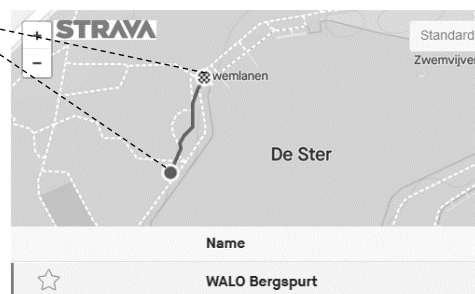 STRAVA
Standard
Zwemvijver
wemlanen
De Ster
Name
WALO Bergspurt